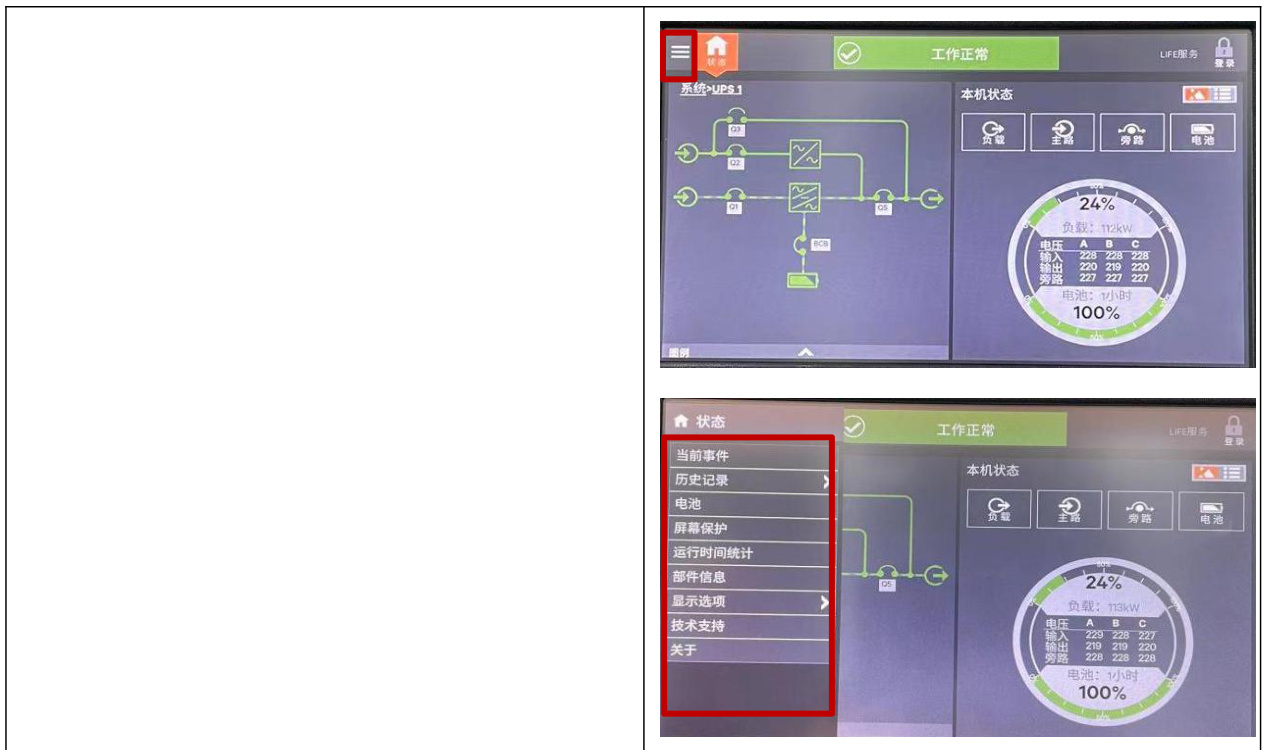 状态
工作正常
LIFE服务
登录
系统>UPS 1
本机状态
Q3
Q2
Q1
Q5
BCB
负载
主路
旁路
电池
50%
24%
负载：112kW
电压 A B C
输入 228 228 228
输出 220 219 220
旁路 227 227 227
电池：1小时
100%
50%
图例
状态
工作正常
LIFE服务
登录
当前事件
历史记录
电池
屏幕保护
运行时间统计
部件信息
显示选项
技术支持
关于
本机状态
负载
主路
旁路
电池
Q5
50%
24%
负载：113kW
电压 A B C
输入 229 228 227
输出 219 219 220
旁路 228 228 228
电池：1小时
100%
50%